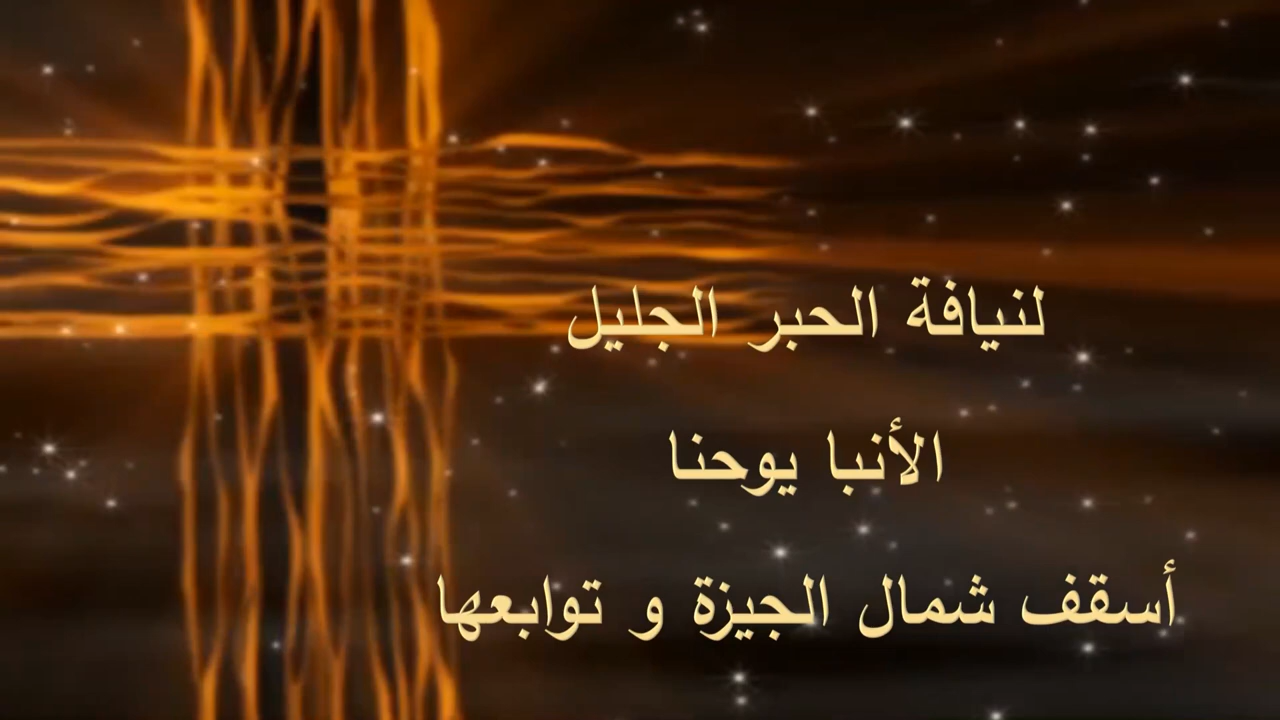 لنيافة الحبر الجليل
الأنبا يوحنا
أسقف شمال الجيزة و توابعها